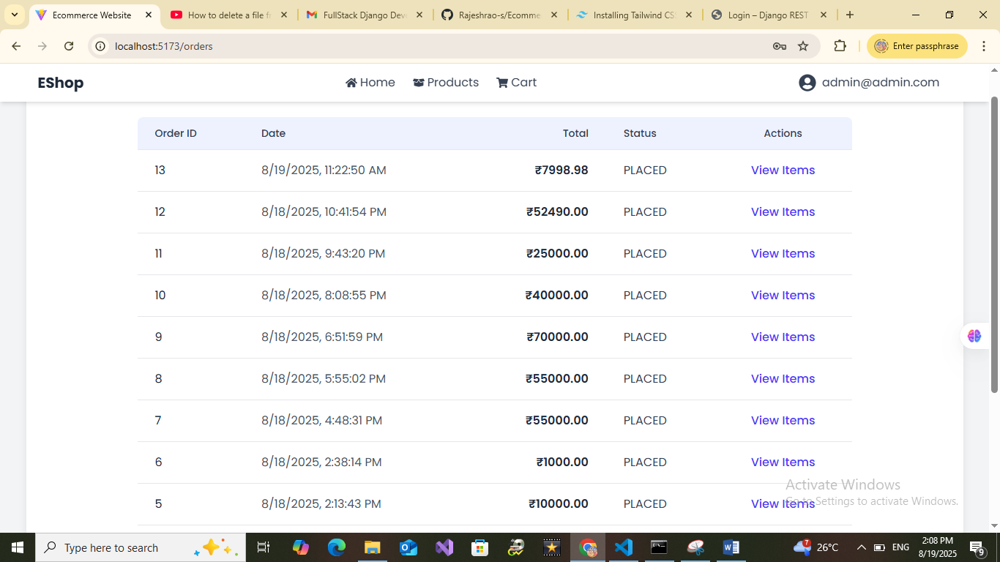 Ecommerce Website
How to delete a file f
FullStack Django Deve
Rajeshrao-s/Ecomme
Installing Tailwind CS
Login – Django REST
localhost:5173/orders
Enter passphrase
EShop
Home
Products
Cart
admin@admin.com
Order ID Date Total Status Actions
13 8/19/2025, 11:22:50 AM ₹7998.98 PLACED View Items
12 8/18/2025, 10:41:54 PM ₹52490.00 PLACED View Items
11 8/18/2025, 9:43:20 PM ₹25000.00 PLACED View Items
10 8/18/2025, 8:08:55 PM ₹40000.00 PLACED View Items
9 8/18/2025, 6:51:59 PM ₹70000.00 PLACED View Items
8 8/18/2025, 5:55:02 PM ₹55000.00 PLACED View Items
7 8/18/2025, 4:48:31 PM ₹55000.00 PLACED View Items
6 8/18/2025, 2:38:14 PM ₹1000.00 PLACED View Items
5 8/18/2025, 2:13:43 PM ₹10000.00 PLACED View Items
Activate Windows
Go to Settings to activate Windows.
Type here to search
7
26°C
ENG
2:08 PM
8/19/2025
9